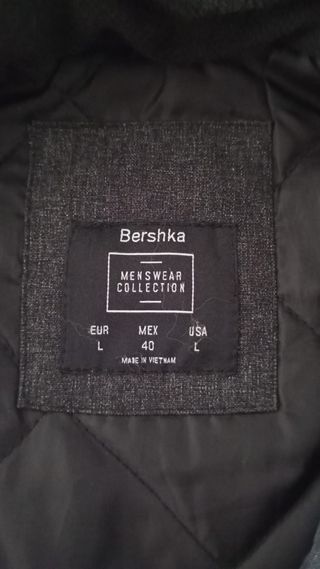 Bershka
MENSWEAR
COLLECTION
EUR MEX USA
L 40 L
MADE IN VIETNAM